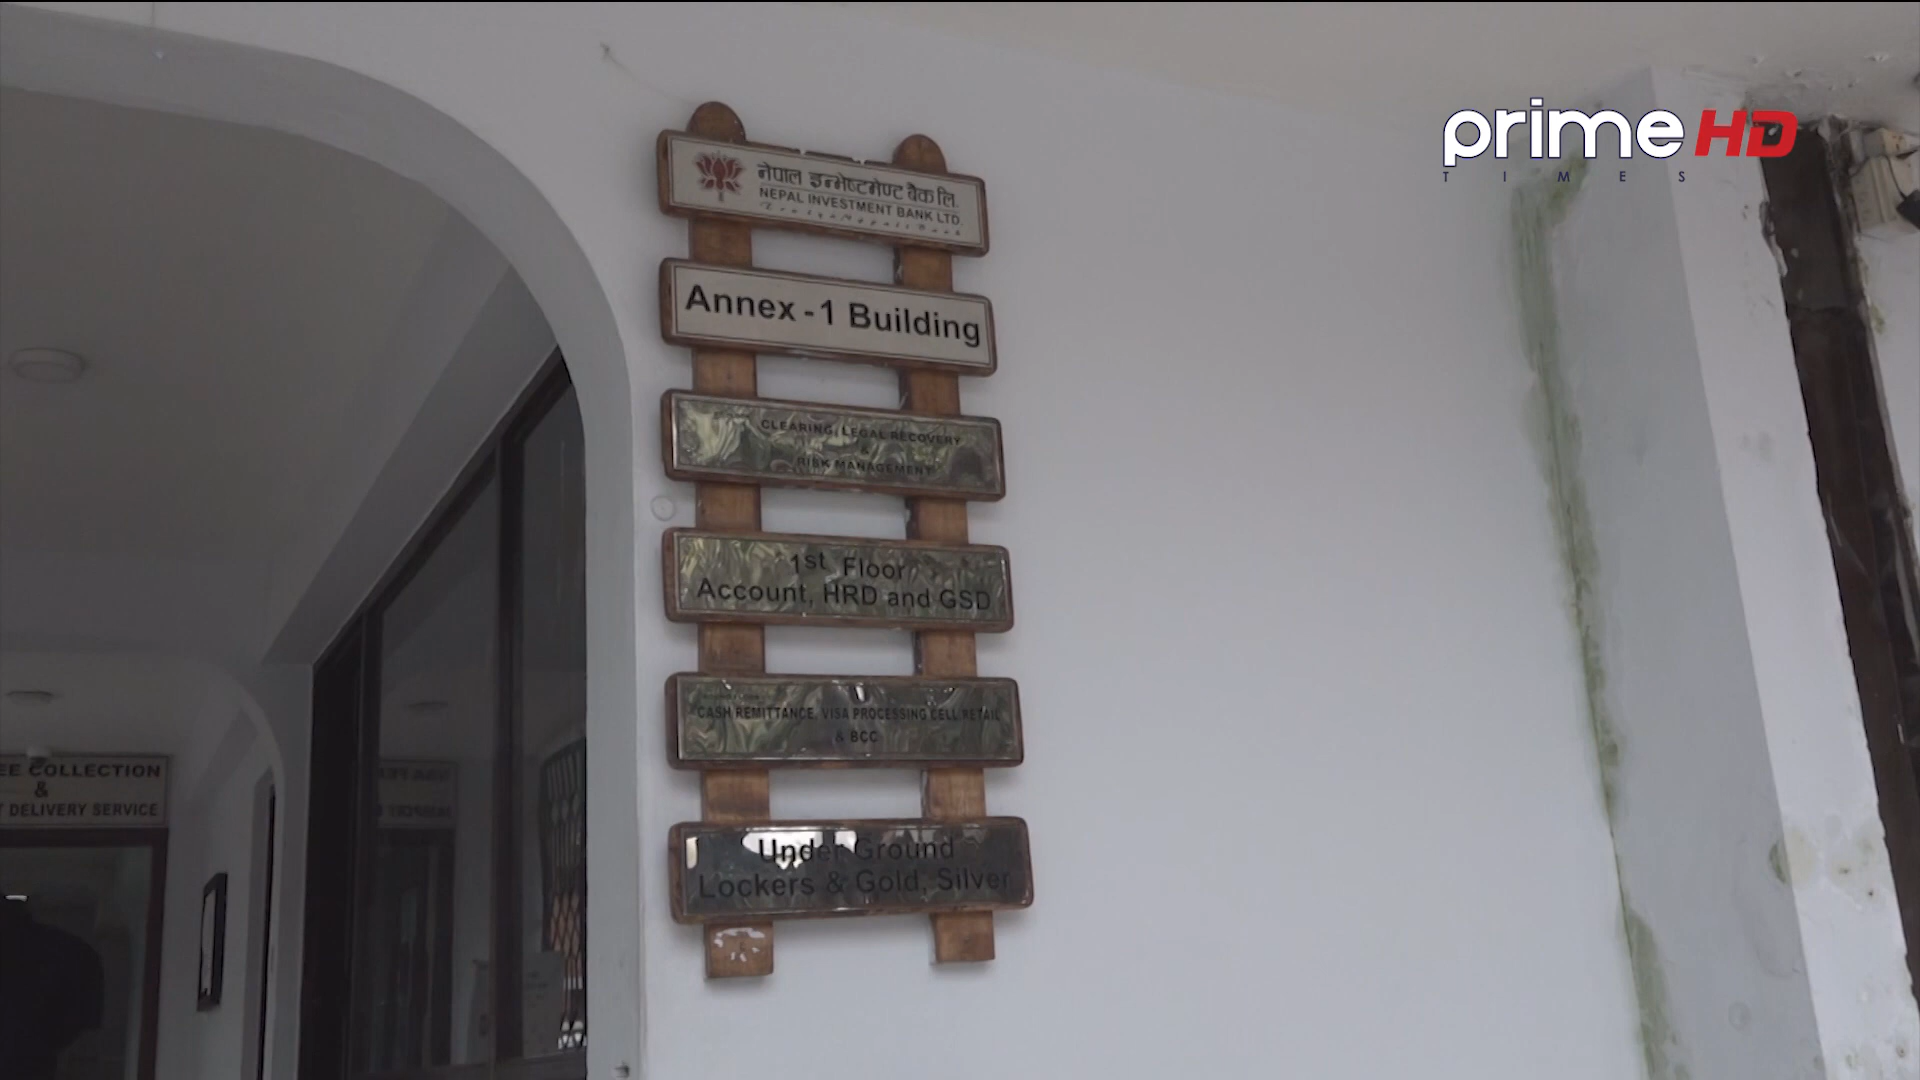 नेपाल इन्भेष्टमेण्ट बैंक लि.
NEPAL INVESTMENT BANK LTD.
Annex - 1 Building
CLEARING, LEGAL RECOVERY
&
RISK MANAGEMENT
1st Floor
Account, HRD and GSD
CASH REMITTANCE, VISA PROCESSING CELL RETAIL
& BCC
Under Ground
Lockers & Gold, Silver
EE COLLECTION
&
T DELIVERY SERVICE
prime HD
TIMES